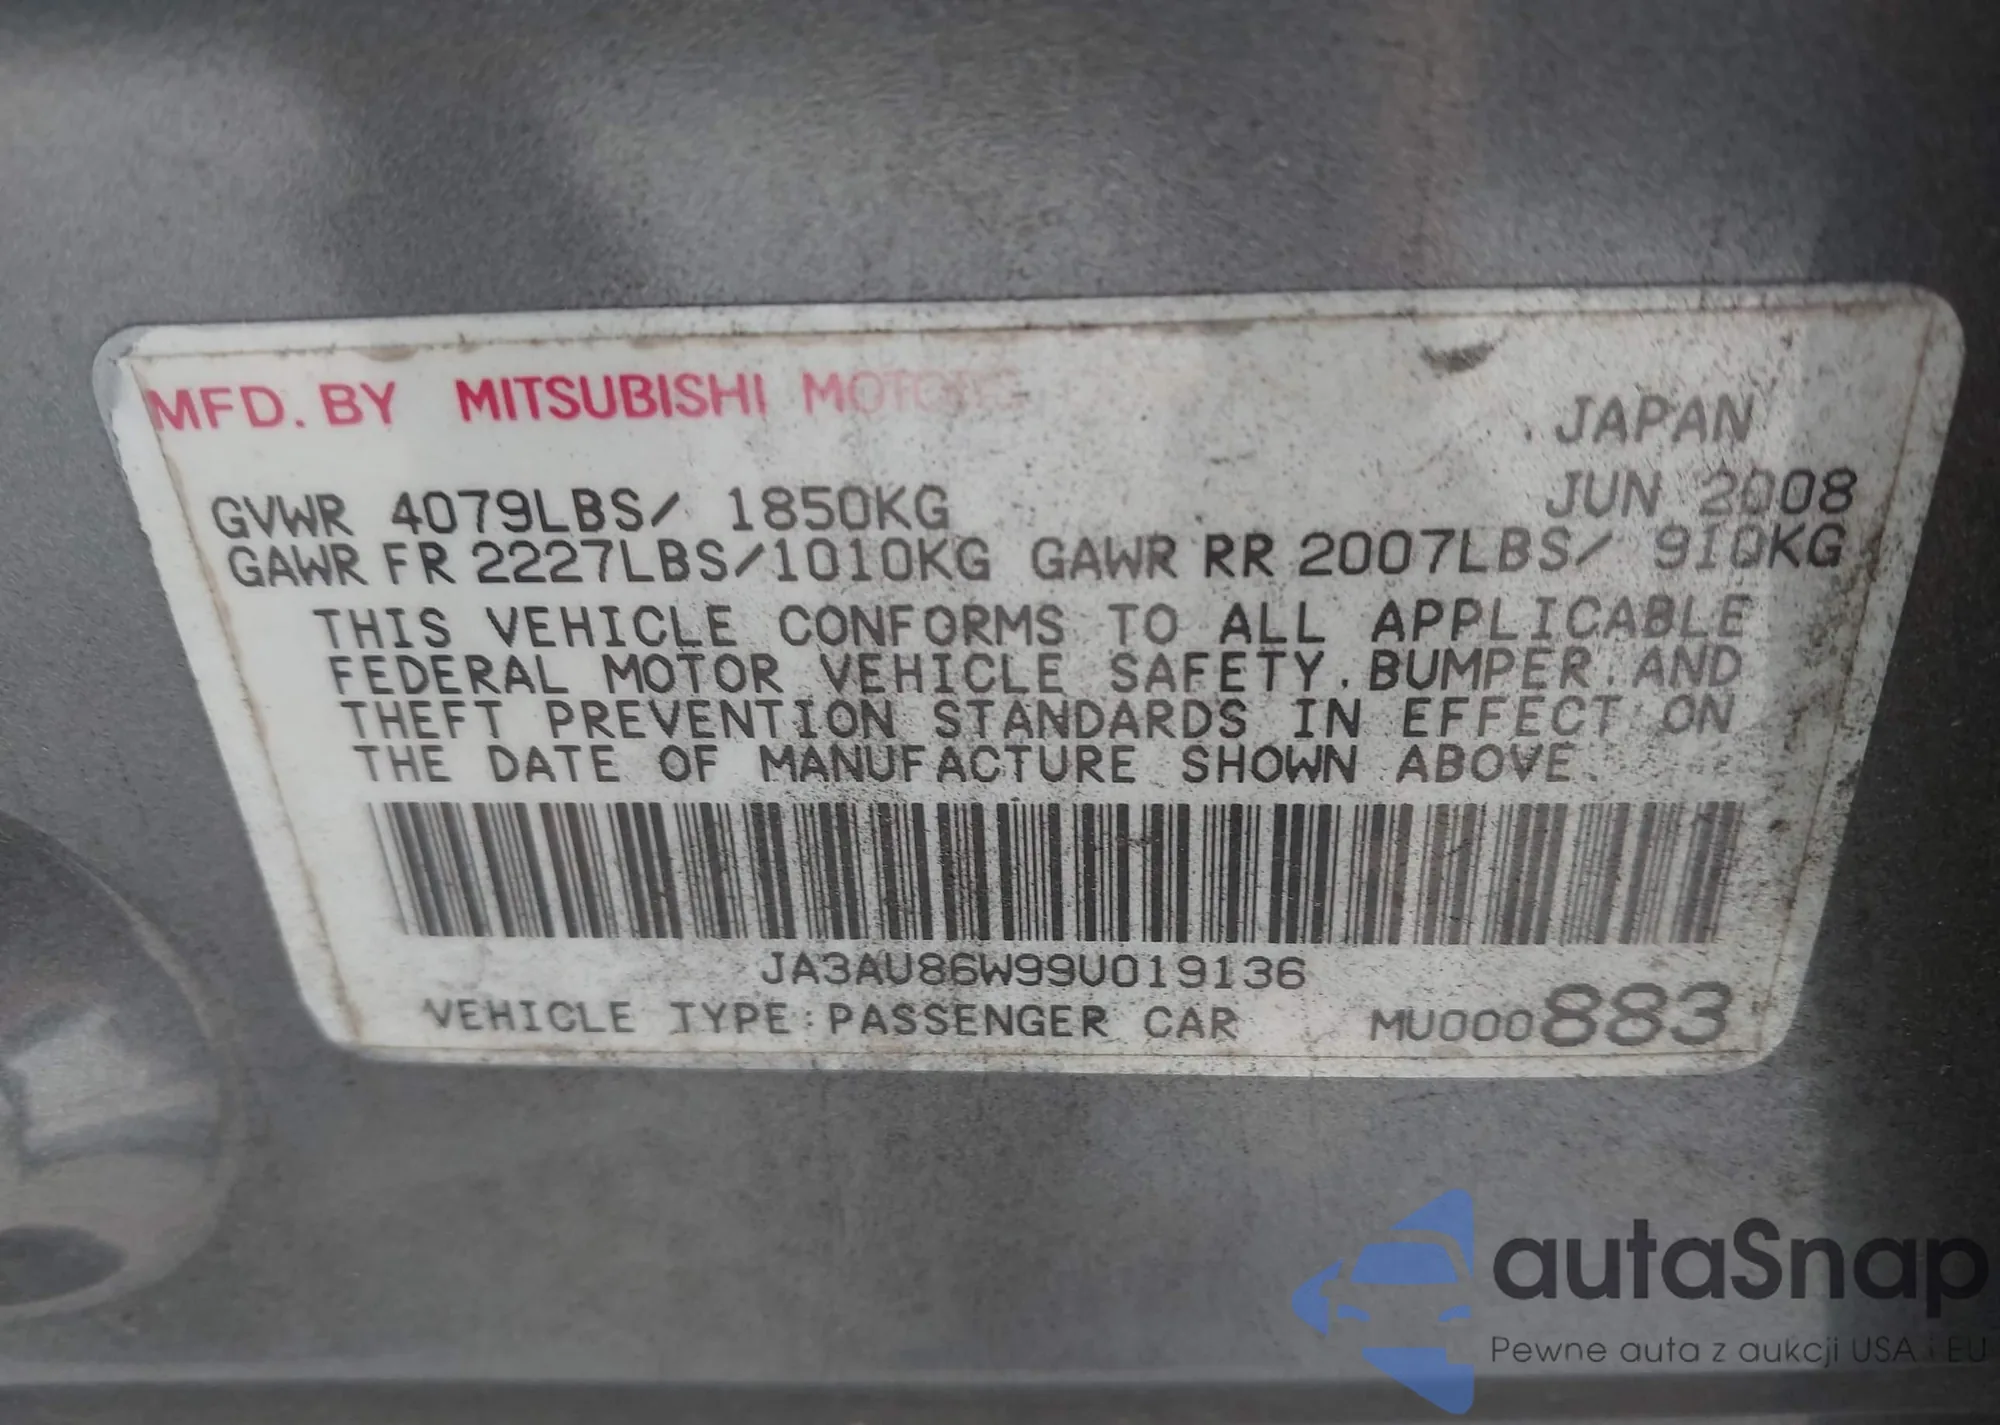 MFD. BY MITSUBISHI MOTORS
JAPAN
JUN 2008
GVWR 4079LBS/ 1850KG
GAWR FR 2227LBS/1010KG GAWR RR 2007LBS/ 910KG
THIS VEHICLE CONFORMS TO ALL APPLICABLE
FEDERAL MOTOR VEHICLE SAFETY, BUMPER, AND
THEFT PREVENTION STANDARDS IN EFFECT ON
THE DATE OF MANUFACTURE SHOWN ABOVE.
JA3AU86W99U019136
VEHICLE TYPE: PASSENGER CAR MU000883
autaSnap
Pewne auta z aukcji USA i EU